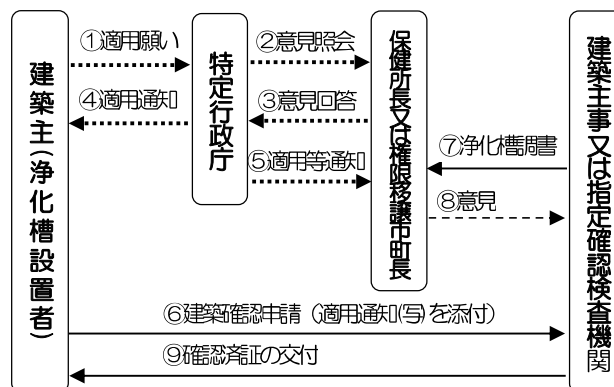 ①適用願い
②意見照会
③意見回答
④適用通知
⑤適用等通知
⑦浄化槽調書
⑧意見
建築主(浄化槽設置者)
特定行政庁
保健所長又は権限移譲市町長
建築主事又は指定確認検査機関
⑥建築確認申請（適用通知(写)を添付）
⑨確認済証の交付